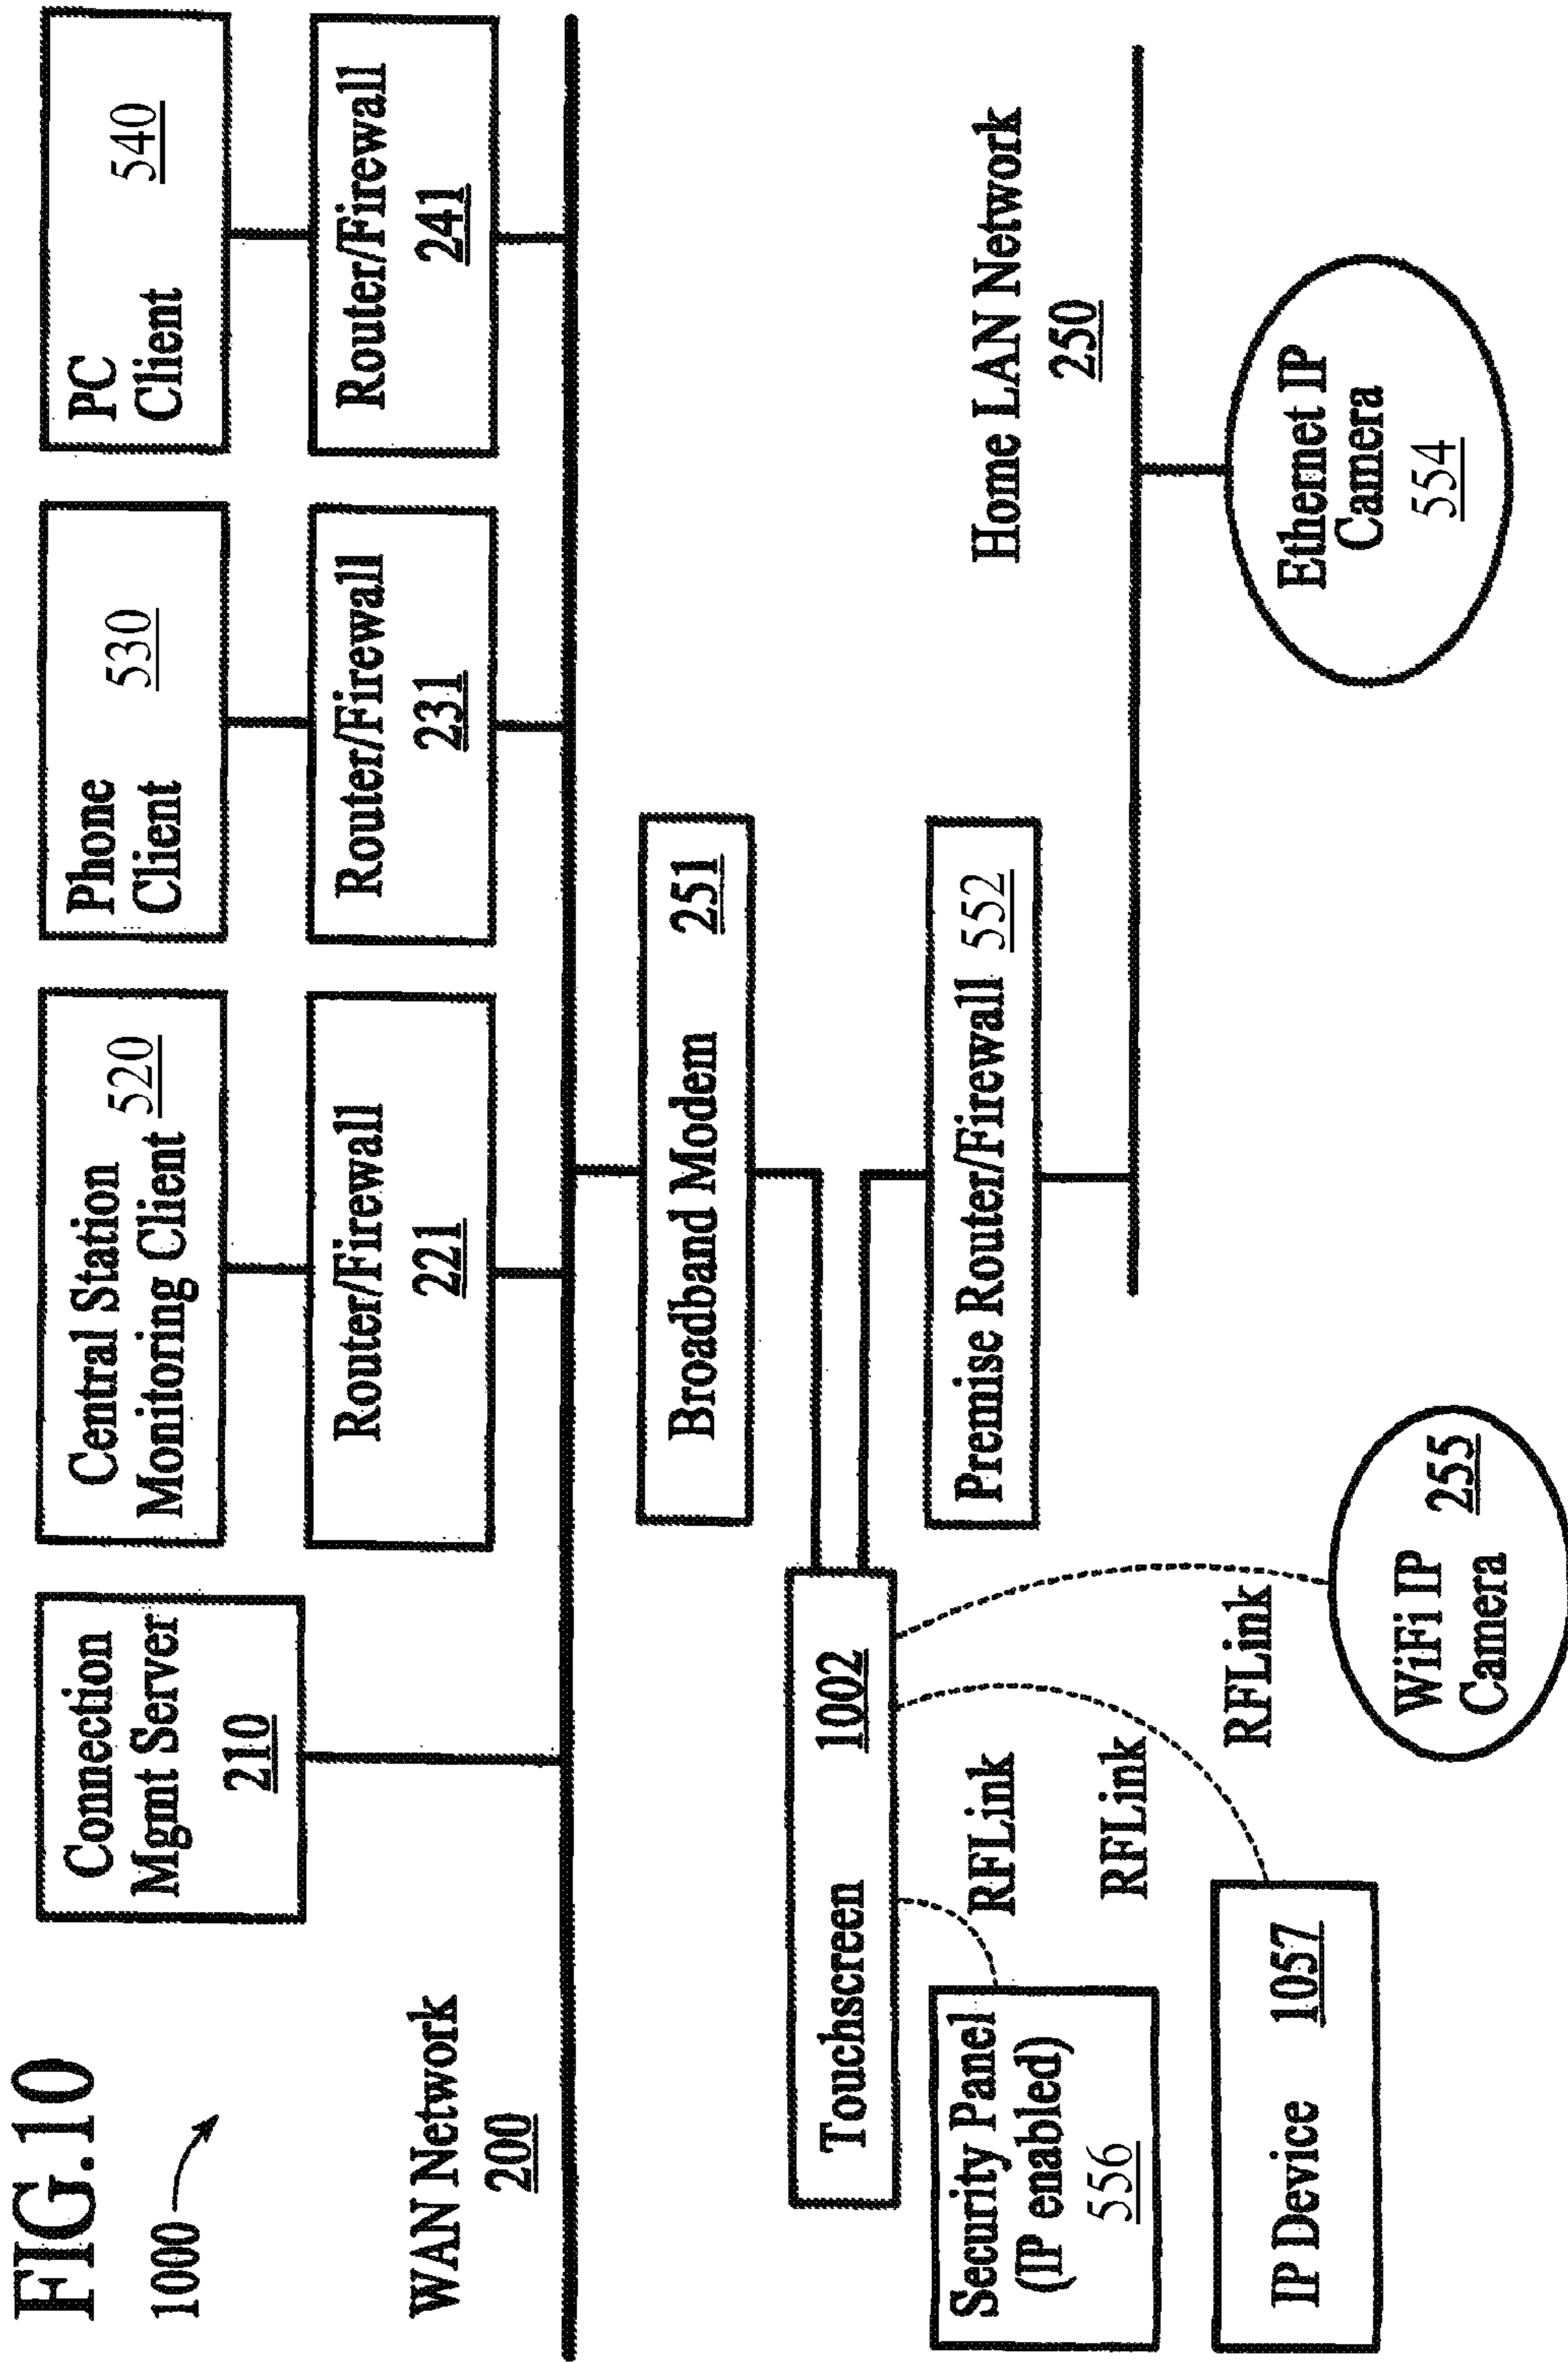 FIG.10
1000
Connection
Mgmt Server
210
Central Station
Monitoring Client 520
Phone
Client 530
PC
Client 540
Router/Firewall
221
Router/Firewall
231
Router/Firewall
241
WAN Network
200
Broadband Modem 251
Touchscreen 1002
Premise Router/Firewall 552
Home LAN Network
250
Security Panel
(IP enabled)
556
RFLink
RFLink
RFLink
IP Device 1057
WiFi IP
Camera 255
Ethernet IP
Camera
554